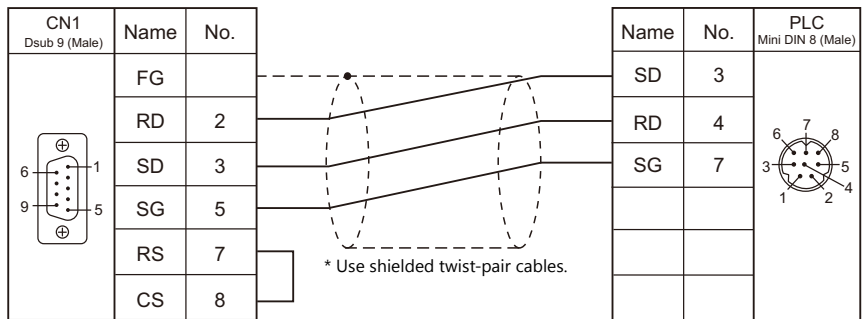 CN1
Dsub 9 (Male)
Name No.
FG
RD 2
SD 3
SG 5
RS 7
CS 8
6 1
9 5
* Use shielded twist-pair cables.
Name No.
SD 3
RD 4
SG 7
PLC
Mini DIN 8 (Male)
7
6 8
3 5
4
1 2